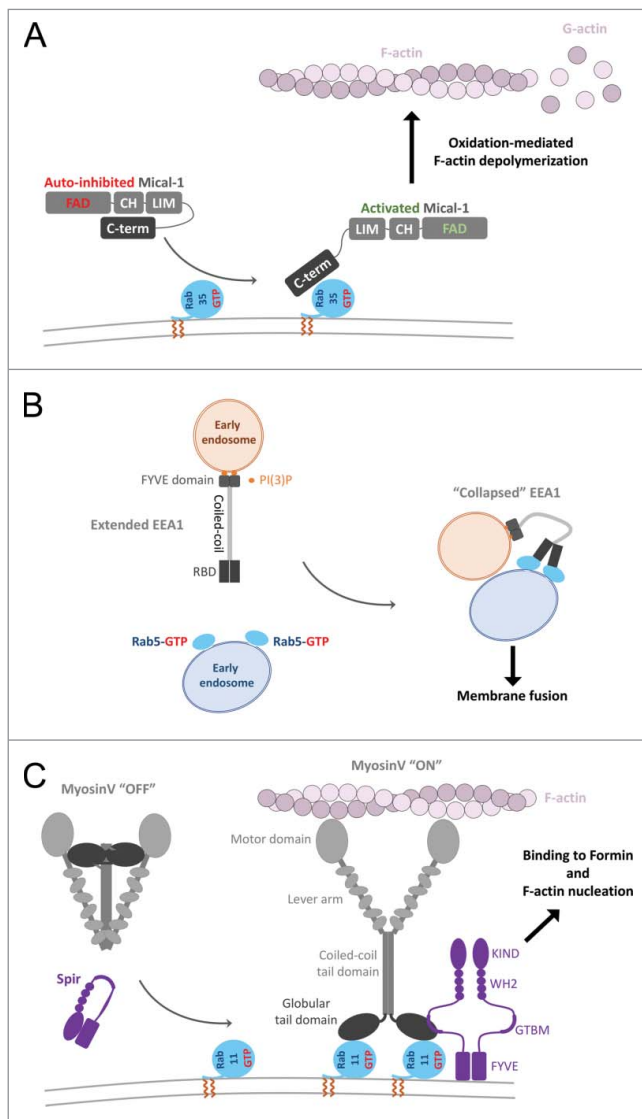 A
G-actin
F-actin
Oxidation-mediated
F-actin depolymerization
Auto-inhibited Mical-1
FAD CH LIM
C-term
Activated Mical-1
LIM CH FAD
C-term
Rab 35 GTP
Rab 35 GTP
B
Early
endosome
FYVE domain
PI(3)P
Coiled-coil
Extended EEA1
RBD
"Collapsed" EEA1
Rab5-GTP
Rab5-GTP
Early
endosome
Membrane fusion
C
MyosinV "OFF"
MyosinV "ON"
F-actin
Motor domain
Binding to Formin
and
F-actin nucleation
Lever arm
Coiled-coil
tail domain
KIND
WH2
Spir
Globular
tail domain
GTBM
Rab 11 GTP
Rab 11 GTP
Rab 11 GTP
FYVE